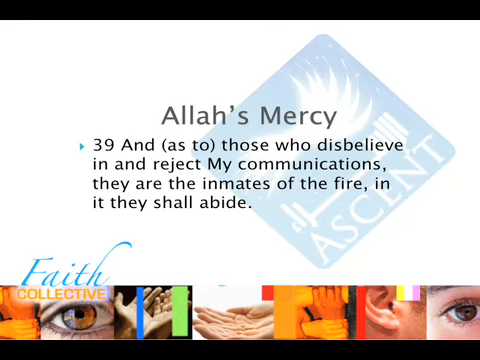 Allah's Mercy
39 And (as to) those who disbelieve
in and reject My communications,
they are the inmates of the fire, in
it they shall abide.
ASCENT
Faith
COLLECTIVE